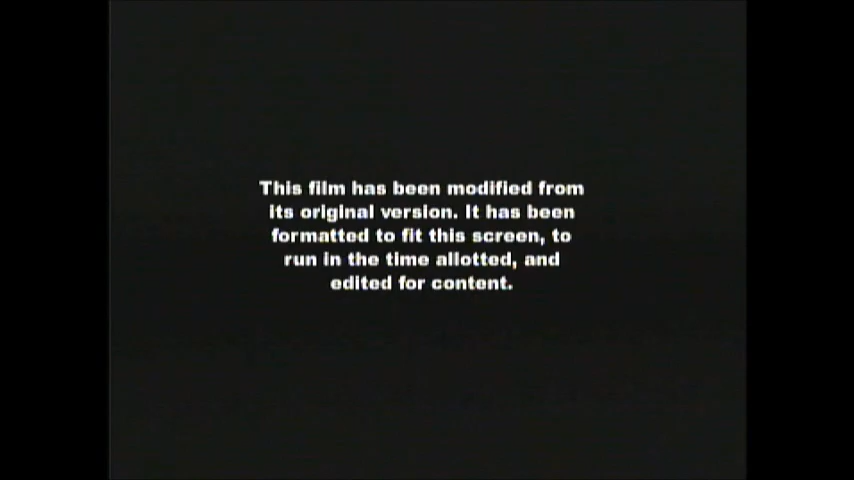 This film has been modified from
its original version. It has been
formatted to fit this screen, to
run in the time allotted, and
edited for content.